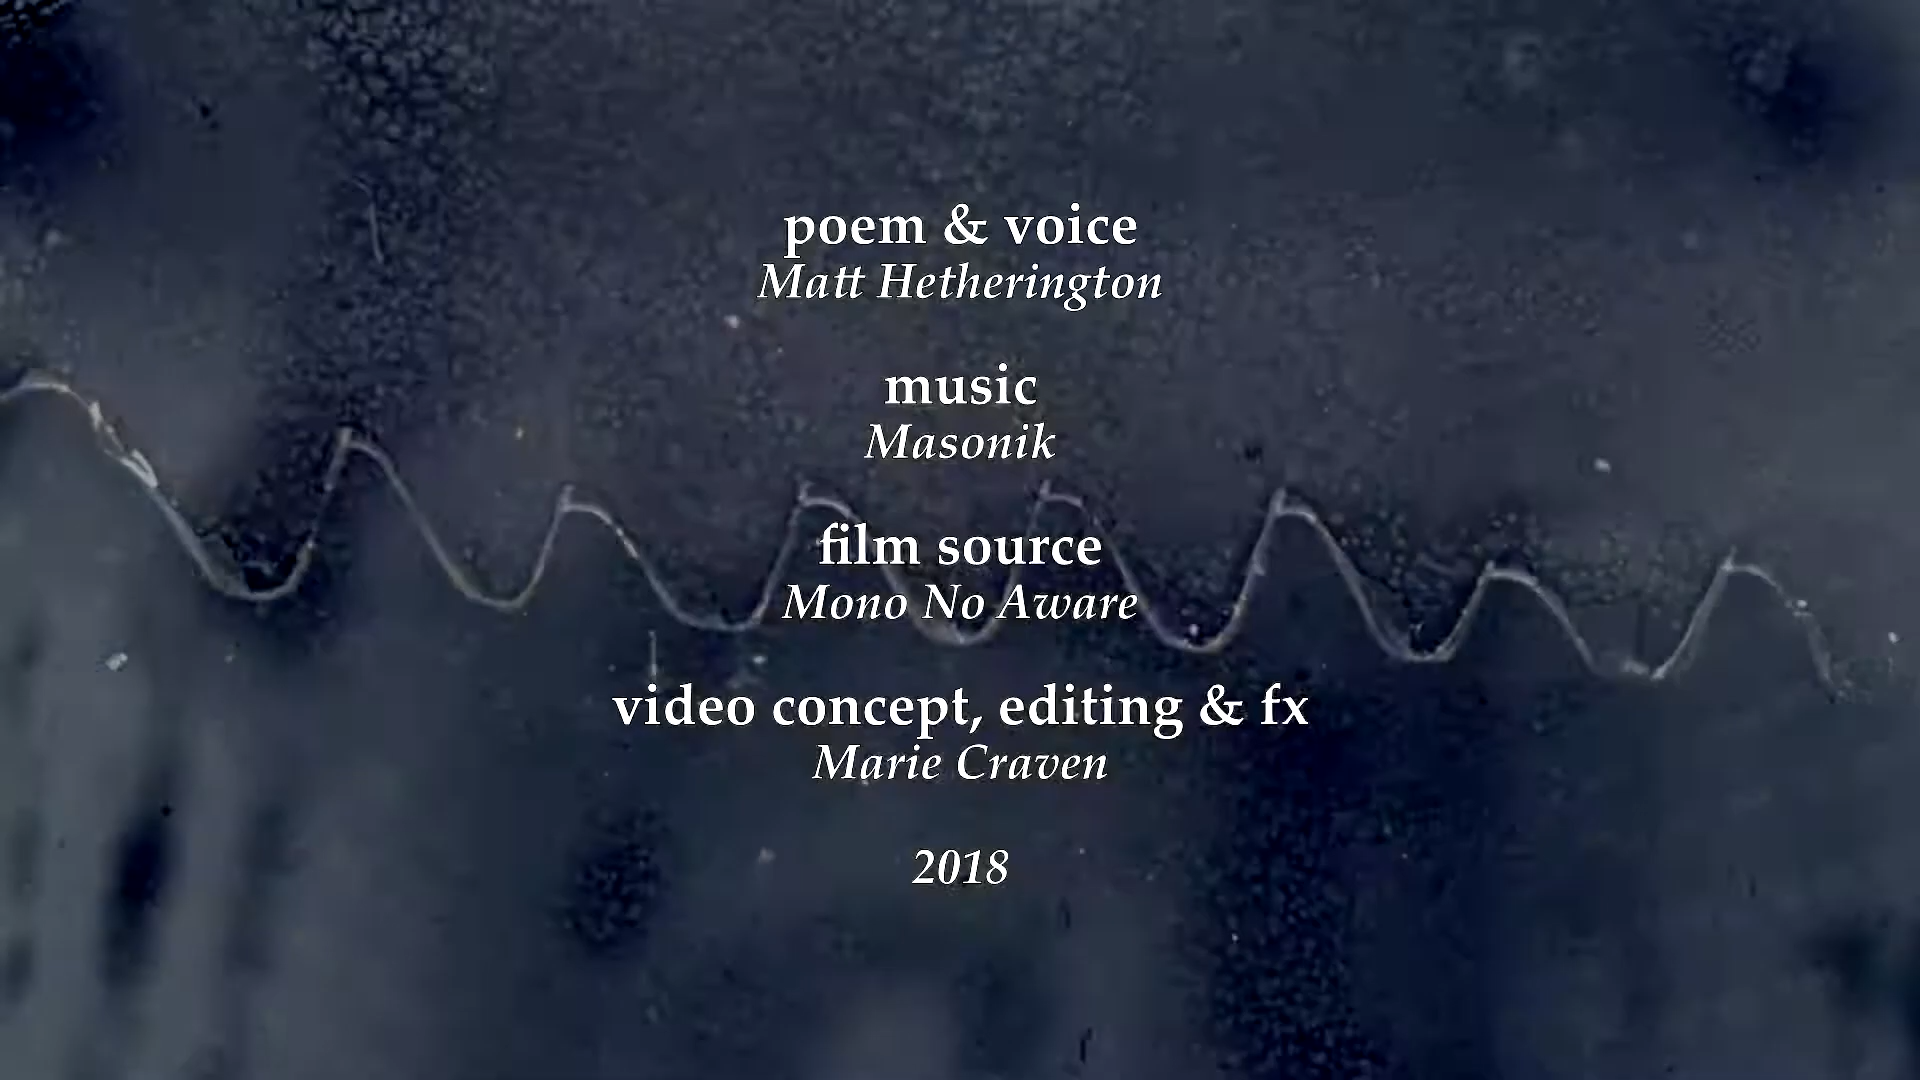 poem & voice
Matt Hetherington
music
Masonik
film source
Mono No Aware
video concept, editing & fx
Marie Craven
2018